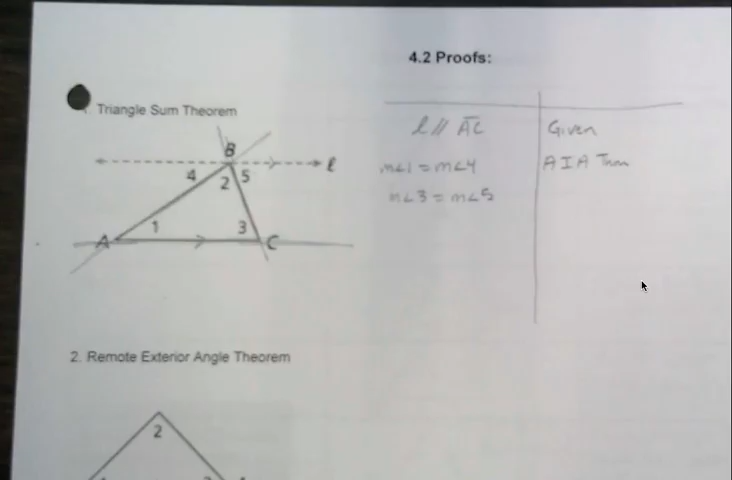 4.2 Proofs:
Triangle Sum Theorem
B
4 2 5 ℓ
A 1 3 C
ℓ // AC Given
m∠1 = m∠4 AIA Thm
m∠3 = m∠5
2. Remote Exterior Angle Theorem
2